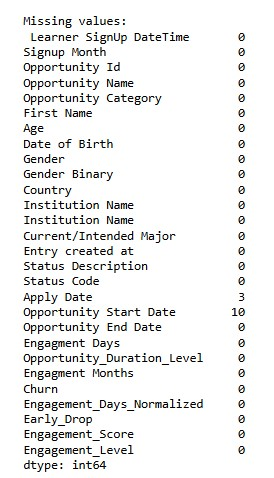 Missing values:
Learner SignUp DateTime 0
Signup Month 0
Opportunity Id 0
Opportunity Name 0
Opportunity Category 0
First Name 0
Age 0
Date of Birth 0
Gender 0
Gender Binary 0
Country 0
Institution Name 0
Institution Name 0
Current/Intended Major 0
Entry created at 0
Status Description 0
Status Code 0
Apply Date 3
Opportunity Start Date 10
Opportunity End Date 0
Engagment Days 0
Opportunity_Duration_Level 0
Engagment Months 0
Churn 0
Engagement_Days_Normalized 0
Early_Drop 0
Engagement_Score 0
Engagement_Level 0
dtype: int64